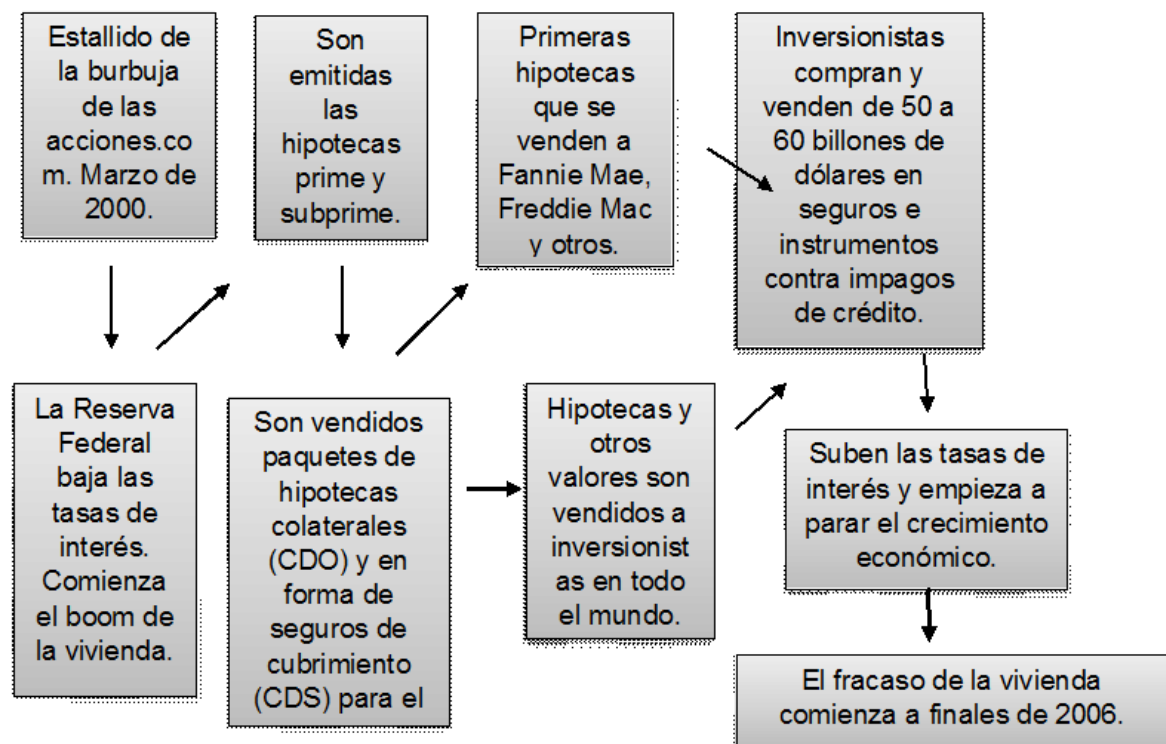 Estallido de
la burbuja
de las
acciones.co
m. Marzo de
2000.
La Reserva
Federal
baja las
tasas de
interés.
Comienza
el boom de
la vivienda.
Son
emitidas
las
hipotecas
prime y
subprime.
Son vendidos
paquetes de
hipotecas
colaterales
(CDO) y en
forma de
seguros de
cubrimiento
(CDS) para el
Primeras
hipotecas
que se
venden a
Fannie Mae,
Freddie Mac
y otros.
Hipotecas y
otros
valores son
vendidos a
inversionist
as en todo
el mundo.
Inversionistas
compran y
venden de 50 a
60 billones de
dólares en
seguros e
instrumentos
contra impagos
de crédito.
Suben las tasas de
interés y empieza a
parar el crecimiento
económico.
El fracaso de la vivienda
comienza a finales de 2006.